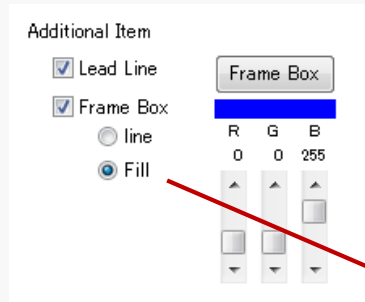 Additional Item
Lead Line
Frame Box
Frame Box
line
Fill
R G B
0 0 255